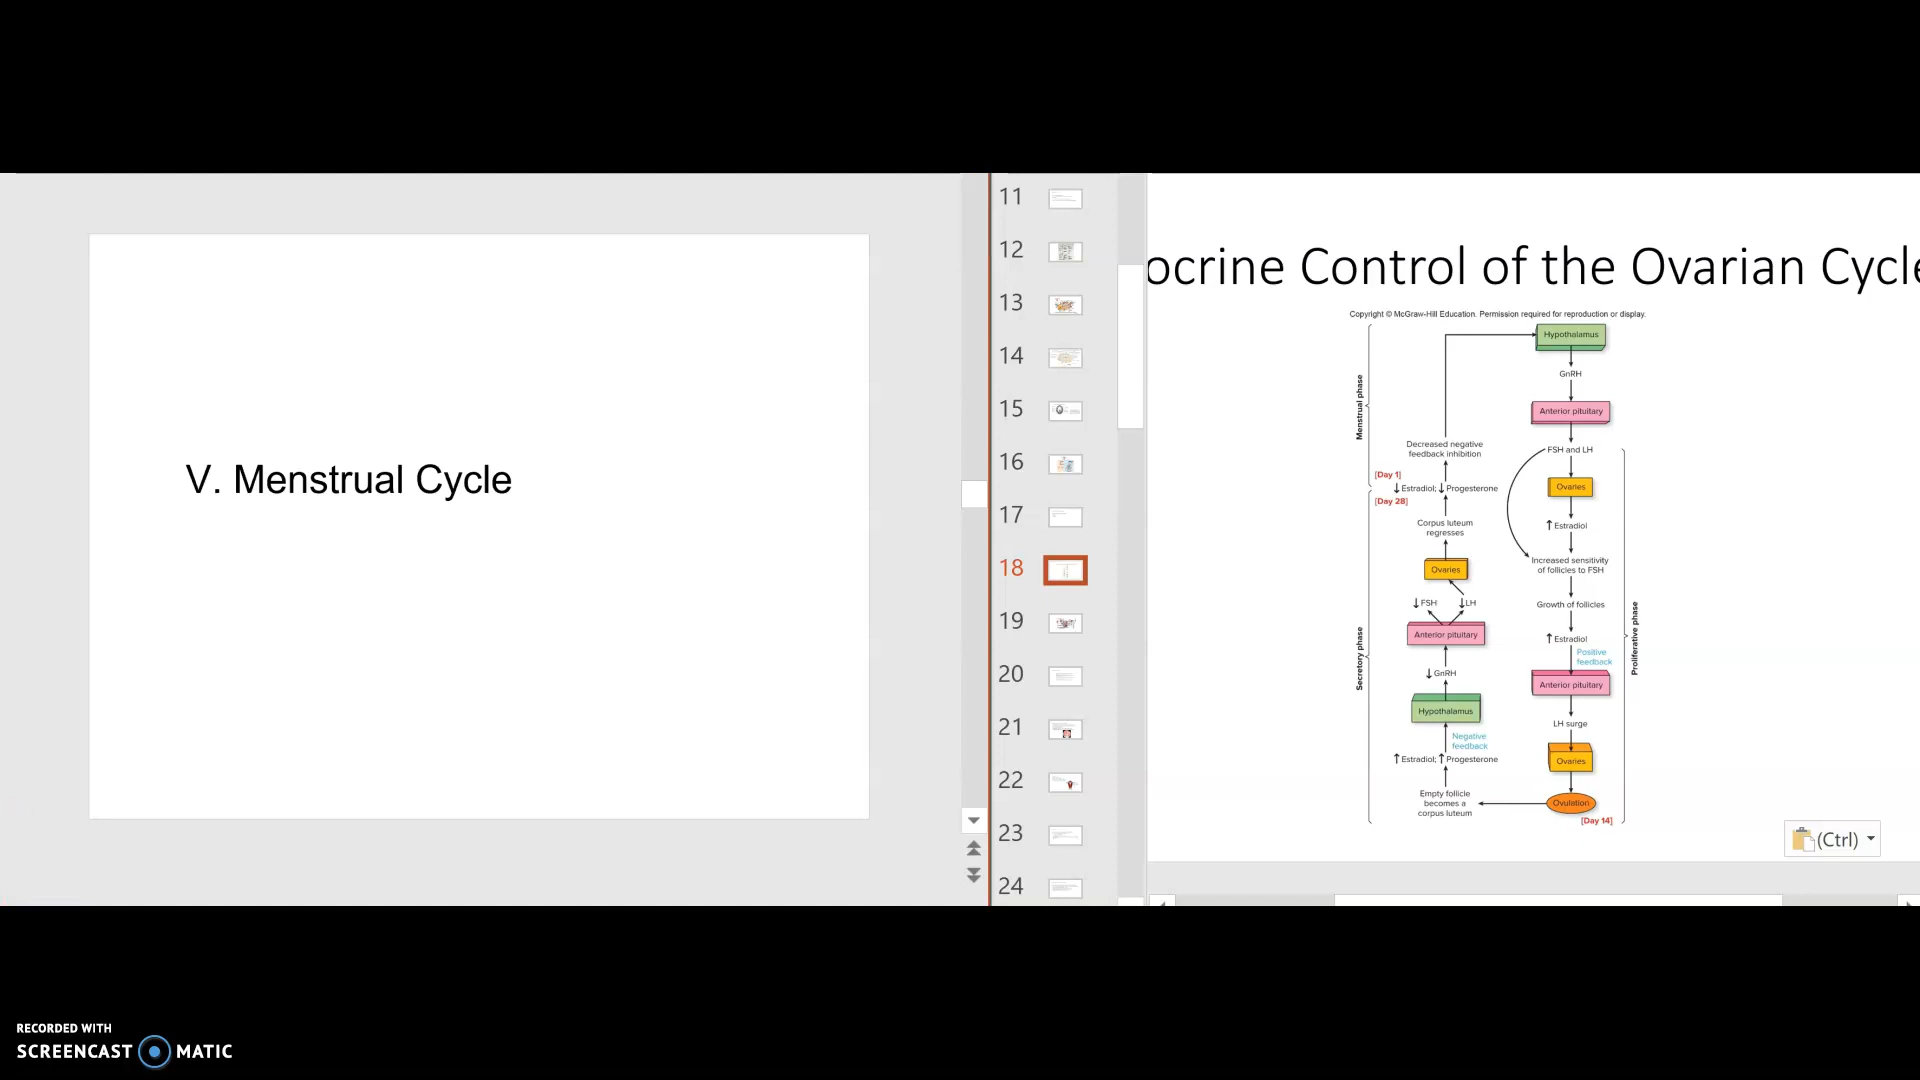 V. Menstrual Cycle
11
12
13
14
15
16
17
18
19
20
21
22
23
24
ocrine Control of the Ovarian Cycle
Copyright © McGraw-Hill Education. Permission required for reproduction or display.
Menstrual phase
Secretory phase
Hypothalamus
GnRH
Anterior pituitary
FSH and LH
Ovaries
↑ Estradiol
Increased sensitivity
of follicles to FSH
Growth of follicles
↑ Estradiol
Positive
feedback
Anterior pituitary
LH surge
Ovaries
Ovulation
[Day 14]
Proliferative phase
Empty follicle
becomes a
corpus luteum
↑ Estradiol; ↑ Progesterone
Negative
feedback
Hypothalamus
↓ GnRH
Anterior pituitary
↓ FSH ↓ LH
Ovaries
Corpus luteum
regresses
[Day 28]
↓ Estradiol; ↓ Progesterone
[Day 1]
Decreased negative
feedback inhibition
(Ctrl)
RECORDED WITH
SCREENCAST MATIC